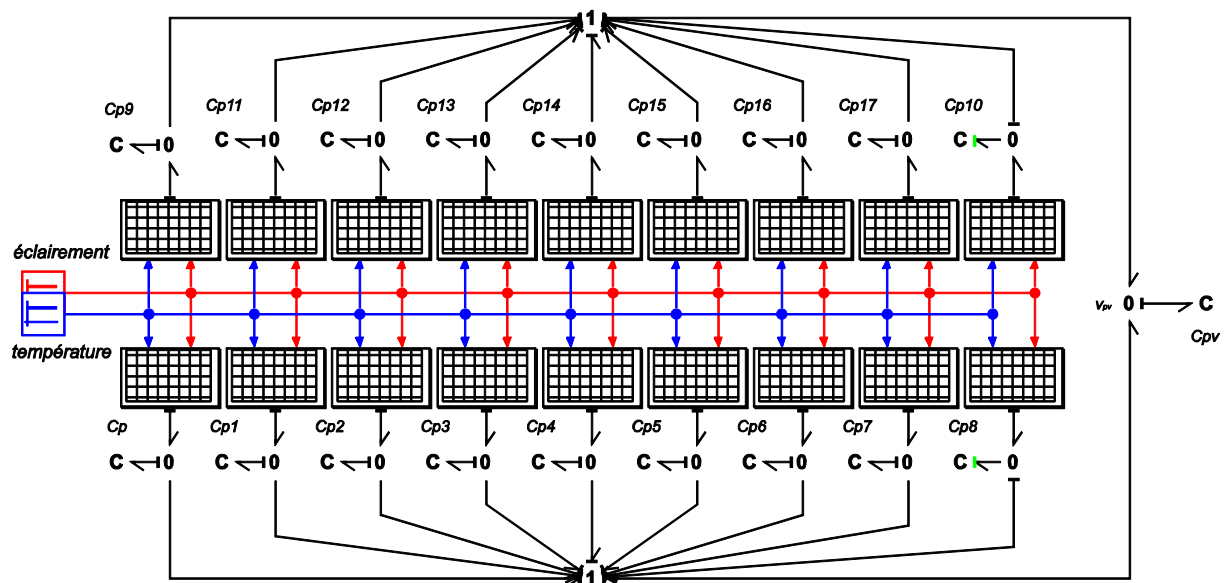 1
Cp9 Cp11 Cp12 Cp13 Cp14 Cp15 Cp16 Cp17 Cp10
C 0 C 0 C 0 C 0 C 0 C 0 C 0 C 0 C 0
éclairement
température
Vpv 0 C
Cpv
Cp Cp1 Cp2 Cp3 Cp4 Cp5 Cp6 Cp7 Cp8
C 0 C 0 C 0 C 0 C 0 C 0 C 0 C 0 C 0
1